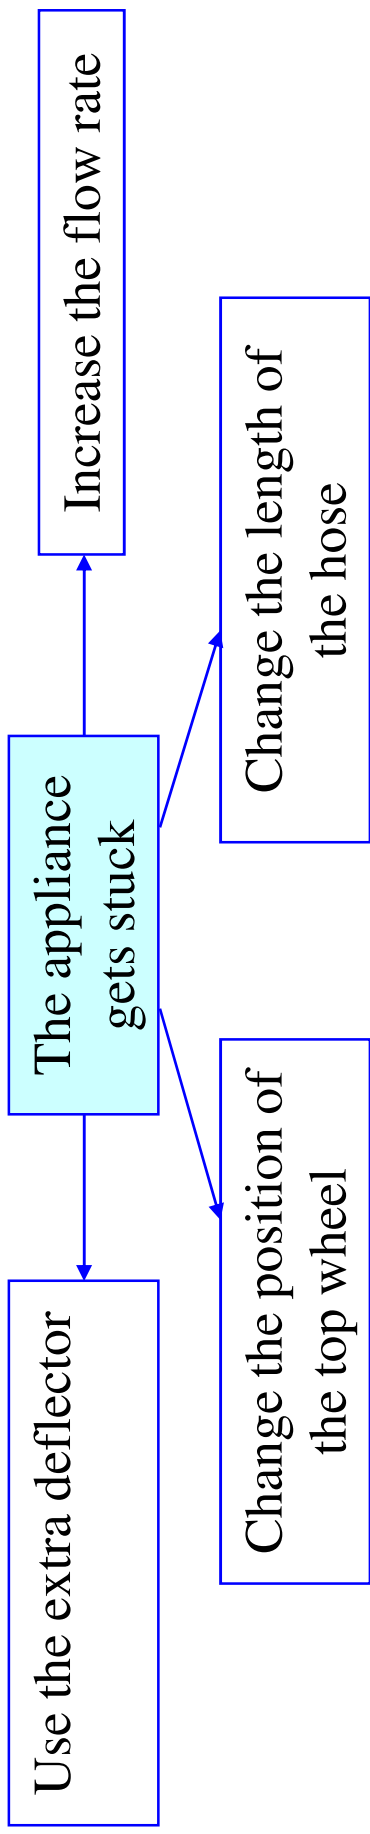 Use the extra deflector
The appliance
gets stuck
Increase the flow rate
Change the position of
the top wheel
Change the length of
the hose